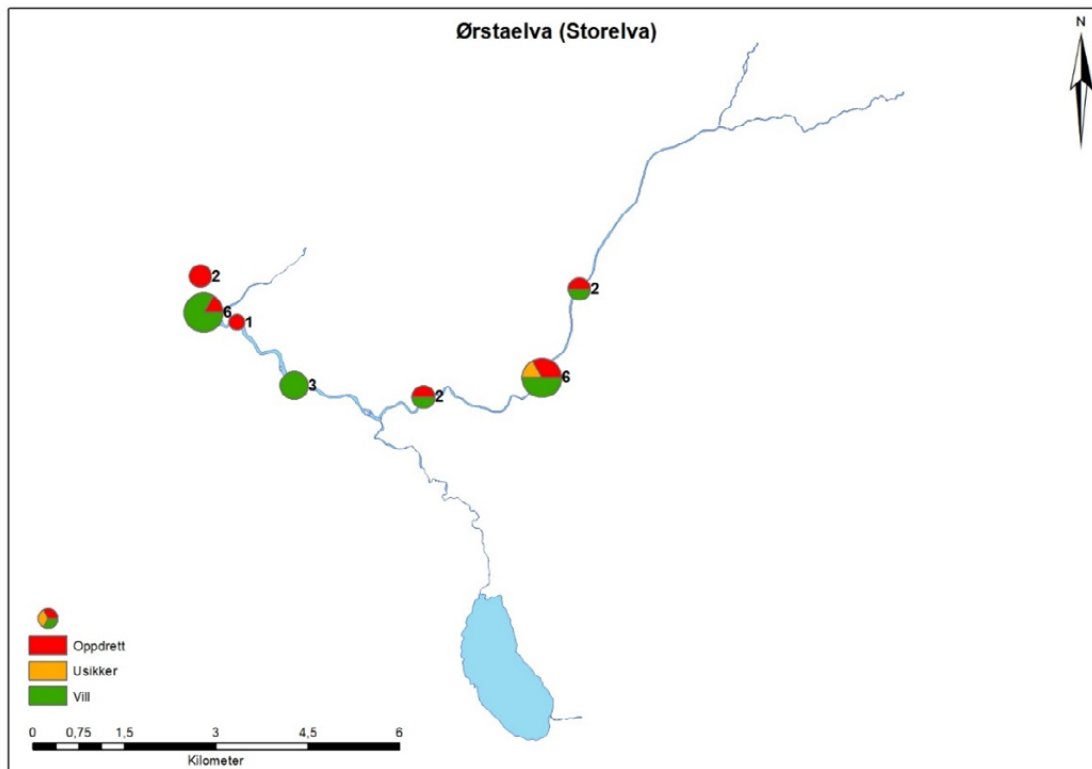 Ørstaelva (Storelva)
N
2
6
1
2
3
2
6
Oppdrett
Usikker
Vill
0 0,75 1,5 3 4,5 6
Kilometer